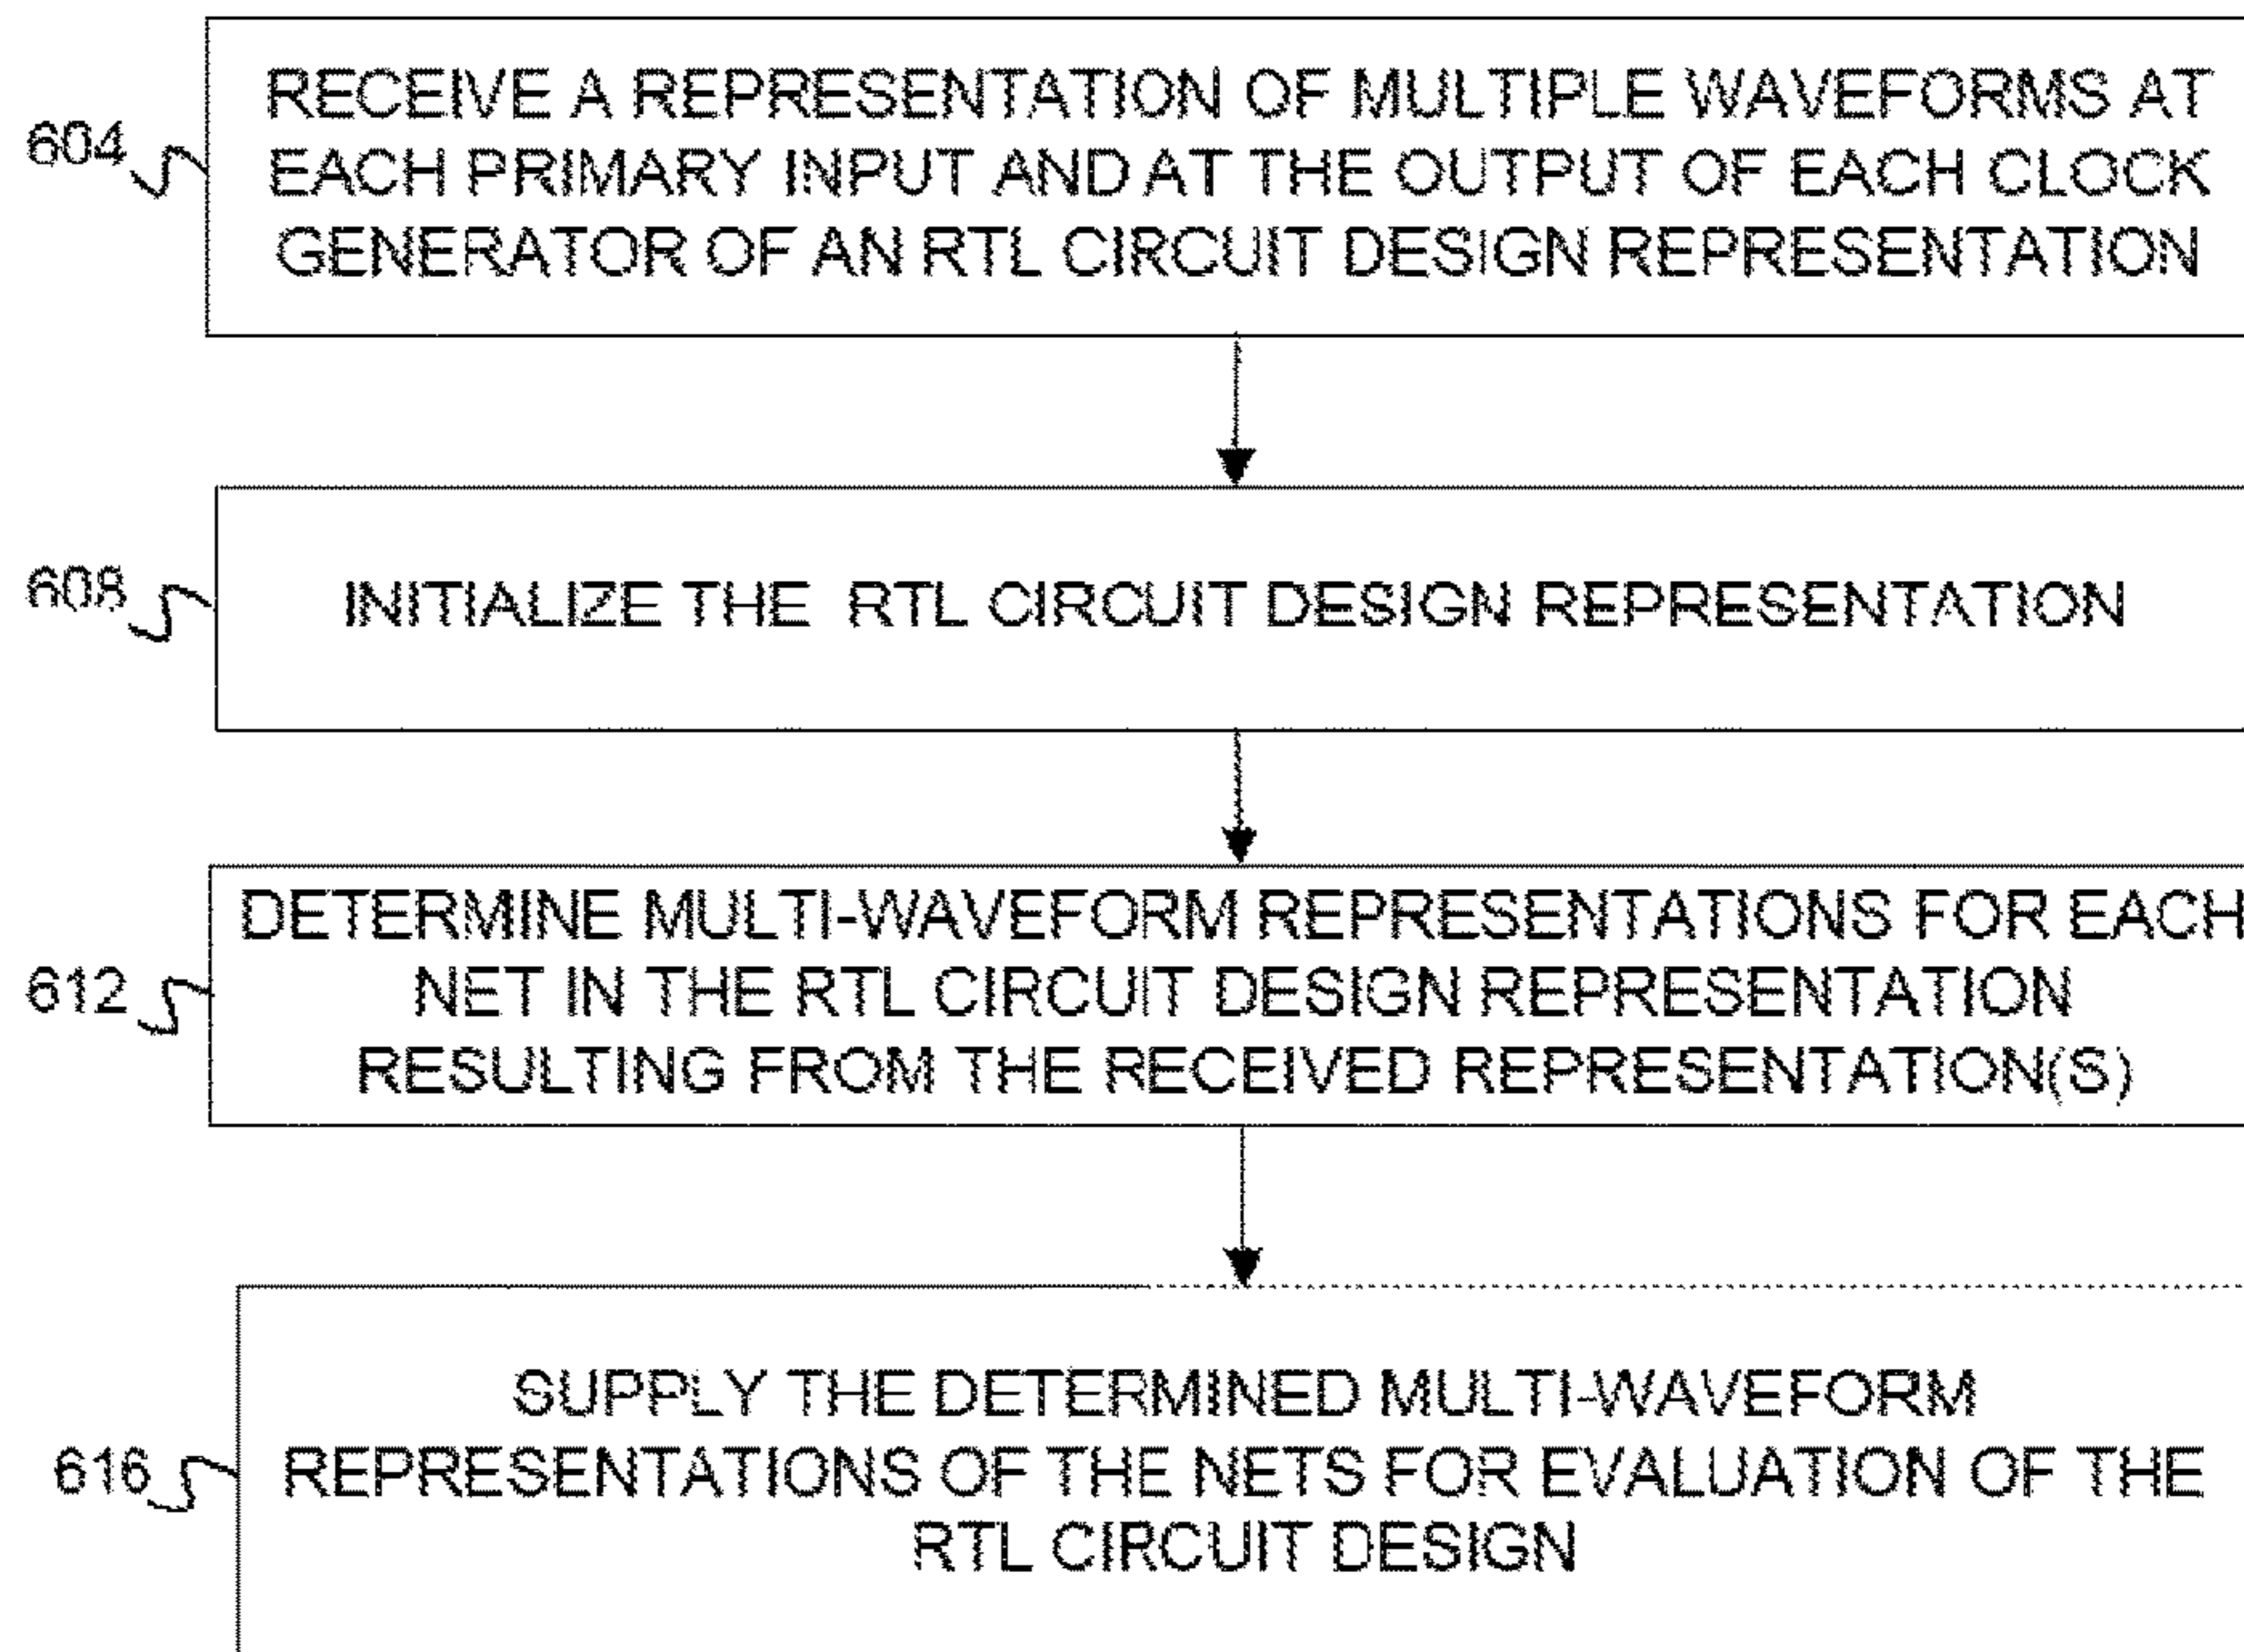 604
RECEIVE A REPRESENTATION OF MULTIPLE WAVEFORMS AT
EACH PRIMARY INPUT AND AT THE OUTPUT OF EACH CLOCK
GENERATOR OF AN RTL CIRCUIT DESIGN REPRESENTATION
608
INITIALIZE THE RTL CIRCUIT DESIGN REPRESENTATION
612
DETERMINE MULTI-WAVEFORM REPRESENTATIONS FOR EACH
NET IN THE RTL CIRCUIT DESIGN REPRESENTATION
RESULTING FROM THE RECEIVED REPRESENTATION(S)
616
SUPPLY THE DETERMINED MULTI-WAVEFORM
REPRESENTATIONS OF THE NETS FOR EVALUATION OF THE
RTL CIRCUIT DESIGN